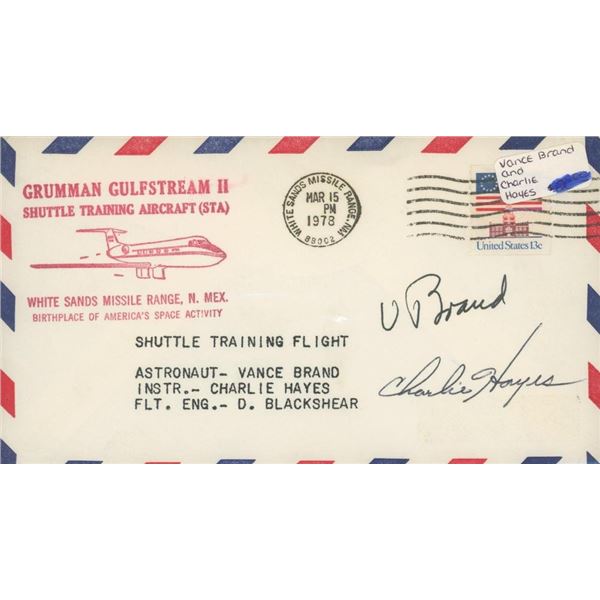 GRUMMAN GULFSTREAM II
SHUTTLE TRAINING AIRCRAFT (STA)
WHITE SANDS MISSILE RANGE, N. MEX.
BIRTHPLACE OF AMERICA'S SPACE ACTIVITY
WHITE SANDS MISSILE RANGE, NM
MAR 15
PM
1978
88002
United States 13c
Vance Brand
and
Charlie
Hayes
V Brand
Charlie Hayes
SHUTTLE TRAINING FLIGHT
ASTRONAUT- VANCE BRAND
INSTR.- CHARLIE HAYES
FLT. ENG.- D. BLACKSHEAR